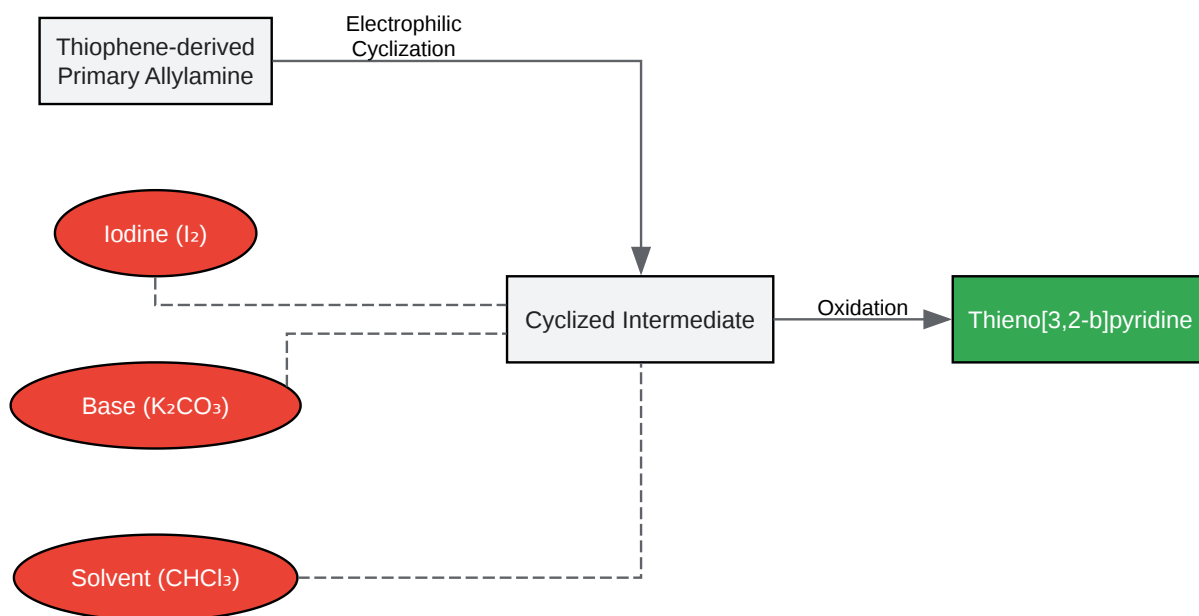 Thiophene-derived
Primary Allylamine
Electrophilic
Cyclization
Iodine (I₂)
Cyclized Intermediate
Oxidation
Thieno[3,2-b]pyridine
Base (K₂CO₃)
Solvent (CHCl₃)